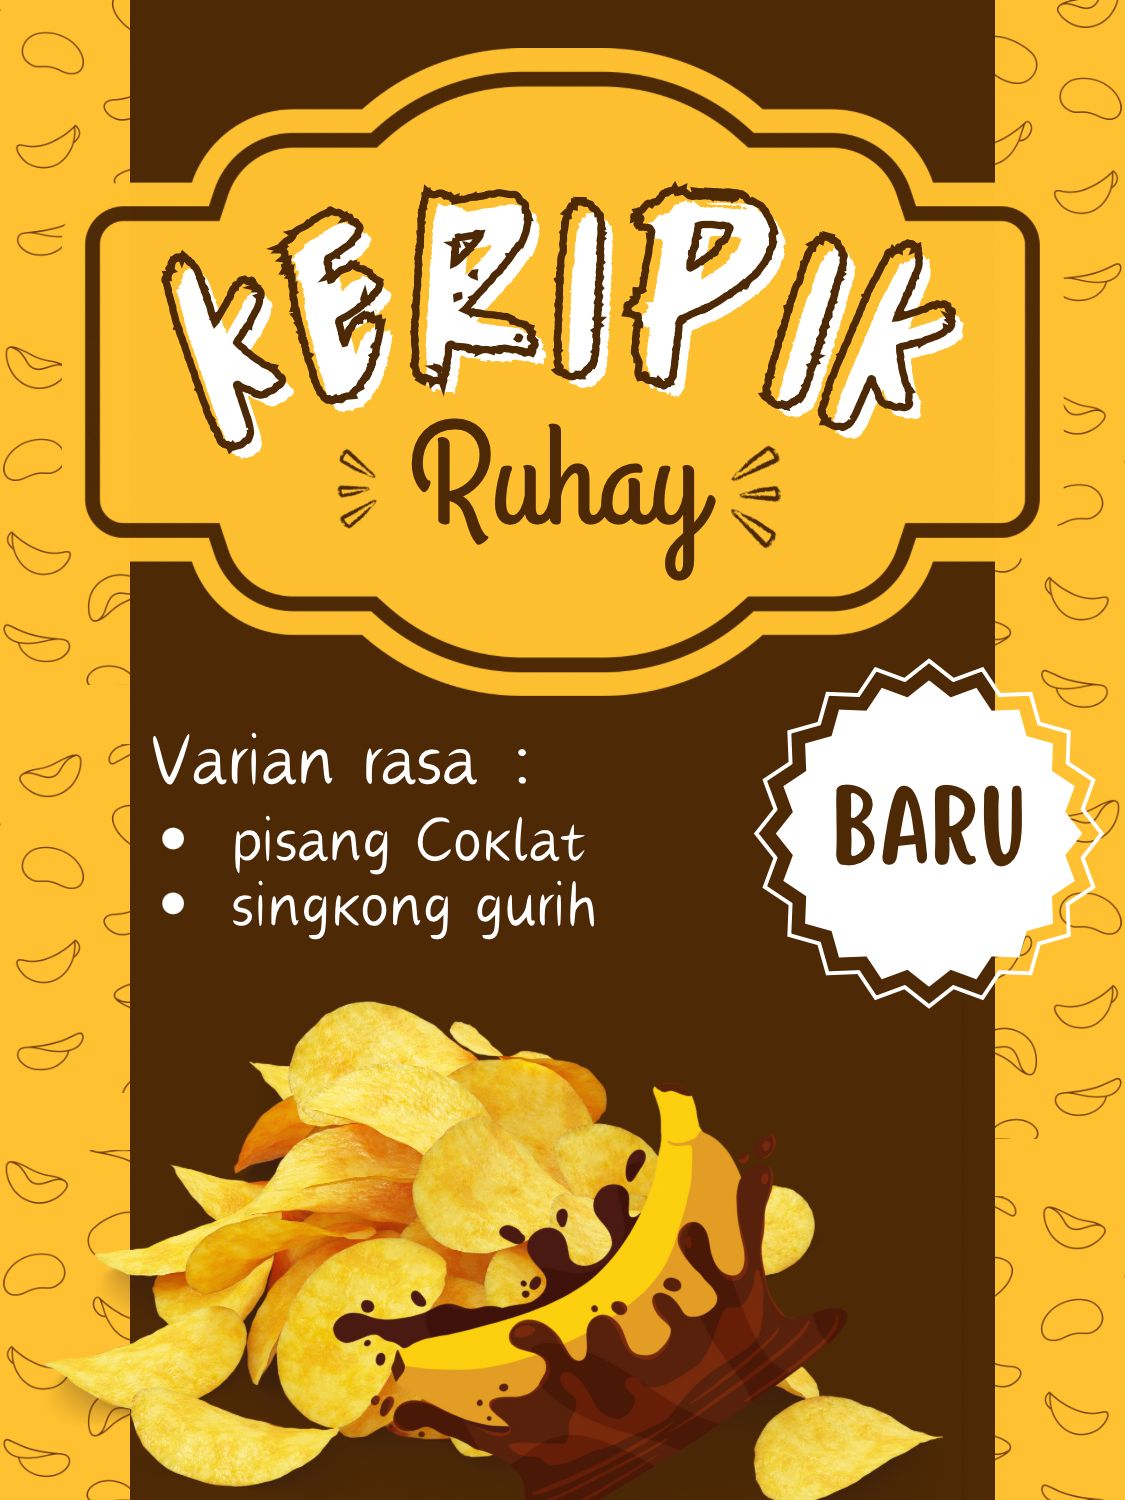 KERIPIK
Ruhay
Varian rasa :
• pisang Coklat
• singkong gurih
BARU